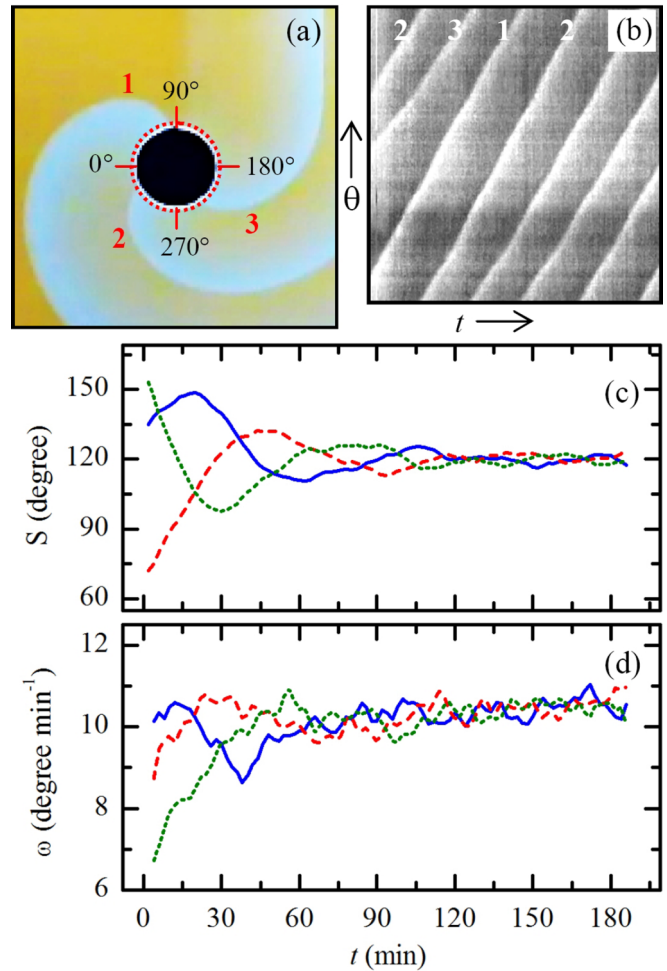 (a)
1
90°
0°
180°
2
3
270°
2 3 1 2 (b)
θ
t
(c)
S (degree)
150
120
90
60
(d)
ω (degree min⁻¹)
12
10
8
6
0 30 60 90 120 150 180
t (min)